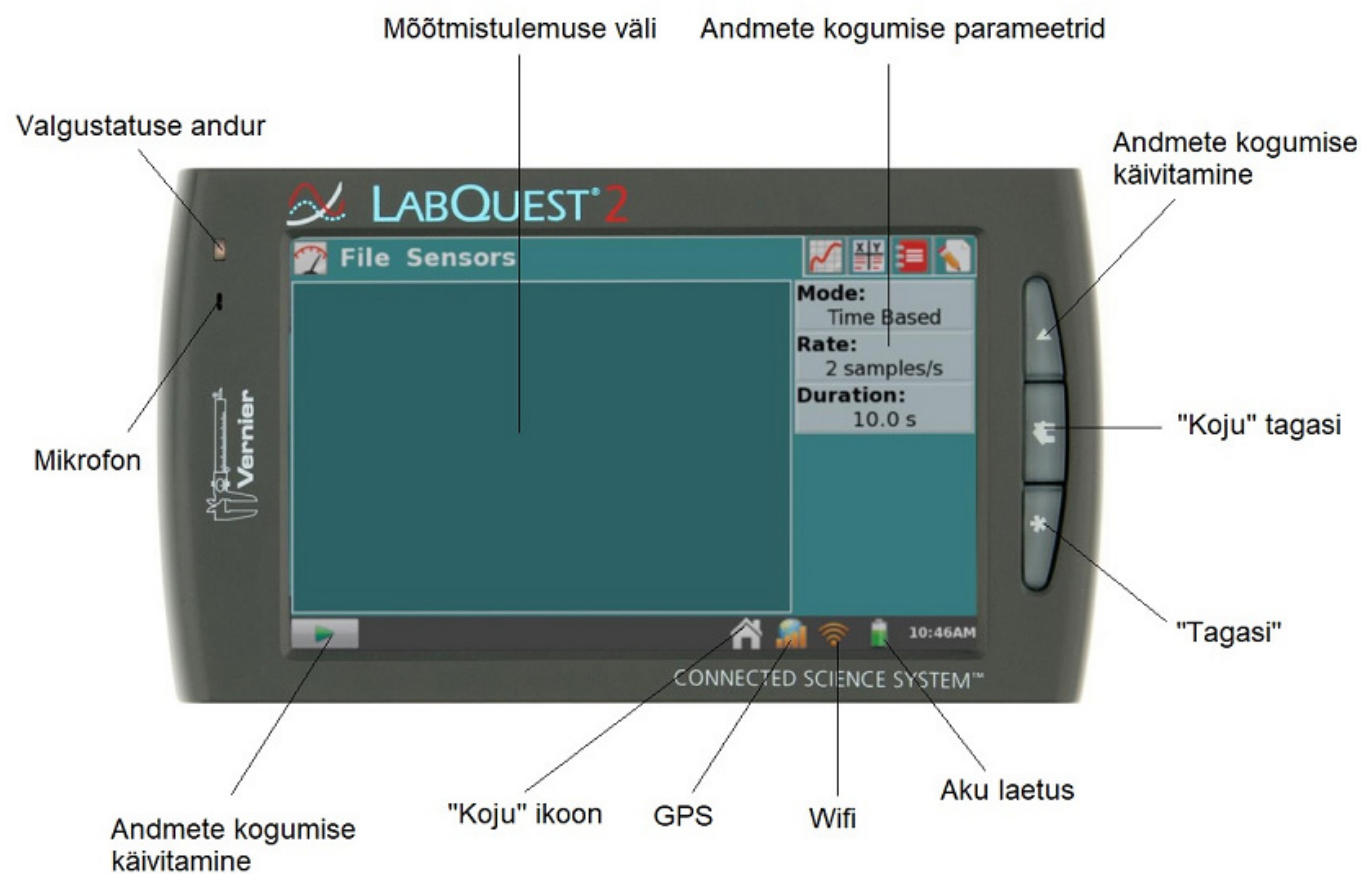 Mõõtmistulemuse väli
Andmete kogumise parameetrid
Valgustatuse andur
Andmete kogumise
käivitamine
LABQUEST® 2
File Sensors
X Y
Mode:
Time Based
Rate:
2 samples/s
Duration:
10.0 s
Mikrofon
Vernier
"Koju" tagasi
"Tagasi"
10:46AM
CONNECTED SCIENCE SYSTEM™
Andmete kogumise
käivitamine
"Koju" ikoon
GPS
Wifi
Aku laetus